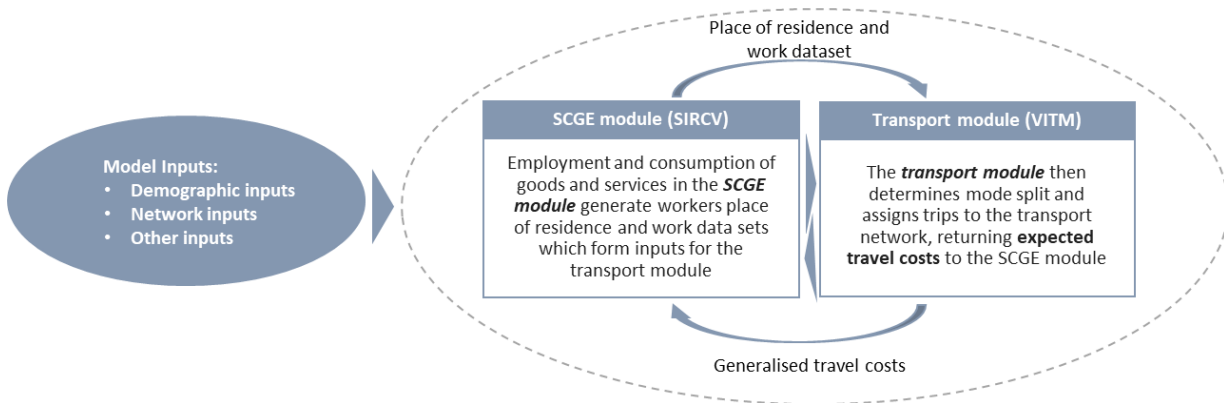 Place of residence and
work dataset
Model Inputs:
• Demographic inputs
• Network inputs
• Other inputs
SCGE module (SIRCV)
Employment and consumption of
goods and services in the SCGE
module generate workers place
of residence and work data sets
which form inputs for the
transport module
Transport module (VITM)
The transport module then
determines mode split and
assigns trips to the transport
network, returning expected
travel costs to the SCGE module
Generalised travel costs